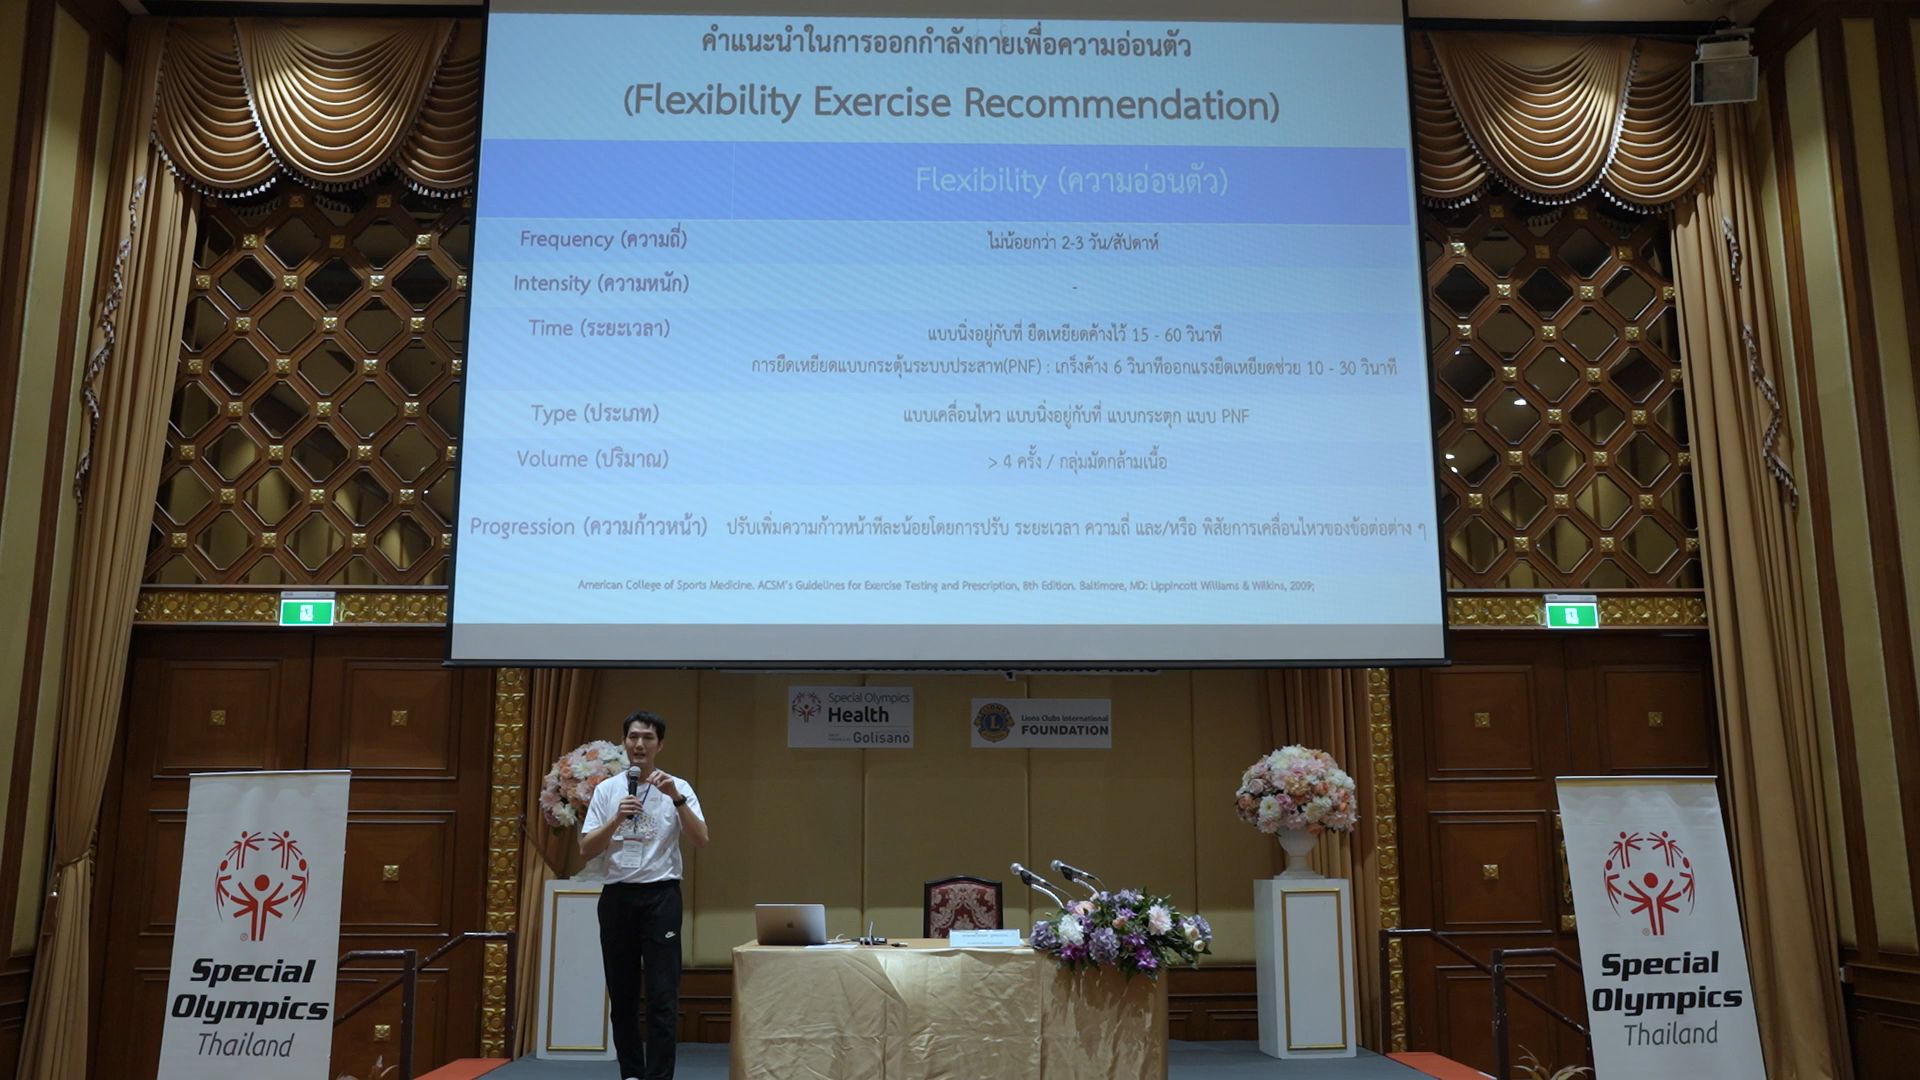 คำแนะนำในการออกกำลังกายเพื่อความอ่อนตัว
(Flexibility Exercise Recommendation)
Flexibility (ความอ่อนตัว)
Frequency (ความถี่) ไม่น้อยกว่า 2-3 วัน/สัปดาห์
Intensity (ความหนัก) -
Time (ระยะเวลา) แบบนิ่งอยู่กับที่ ยืดเหยียดค้างไว้ 15 - 60 วินาที
การยืดเหยียดแบบกระตุ้นระบบประสาท(PNF) : เกร็งค้าง 6 วินาทีออกแรงยืดเหยียดช่วย 10 - 30 วินาที
Type (ประเภท) แบบเคลื่อนไหว แบบนิ่งอยู่กับที่ แบบกระตุก แบบ PNF
Volume (ปริมาณ) > 4 ครั้ง / กลุ่มมัดกล้ามเนื้อ
Progression (ความก้าวหน้า) ปรับเพิ่มความก้าวหน้าทีละน้อยโดยการปรับ ระยะเวลา ความถี่ และ/หรือ พิสัยการเคลื่อนไหวของข้อต่อต่าง ๆ
American College of Sports Medicine. ACSM's Guidelines for Exercise Testing and Prescription, 8th Edition. Baltimore, MD: Lippincott Williams & Wilkins, 2009;
Special Olympics
Health
Golisano
Lions Clubs International
FOUNDATION
Special
Olympics
Thailand
Special
Olympics
Thailand